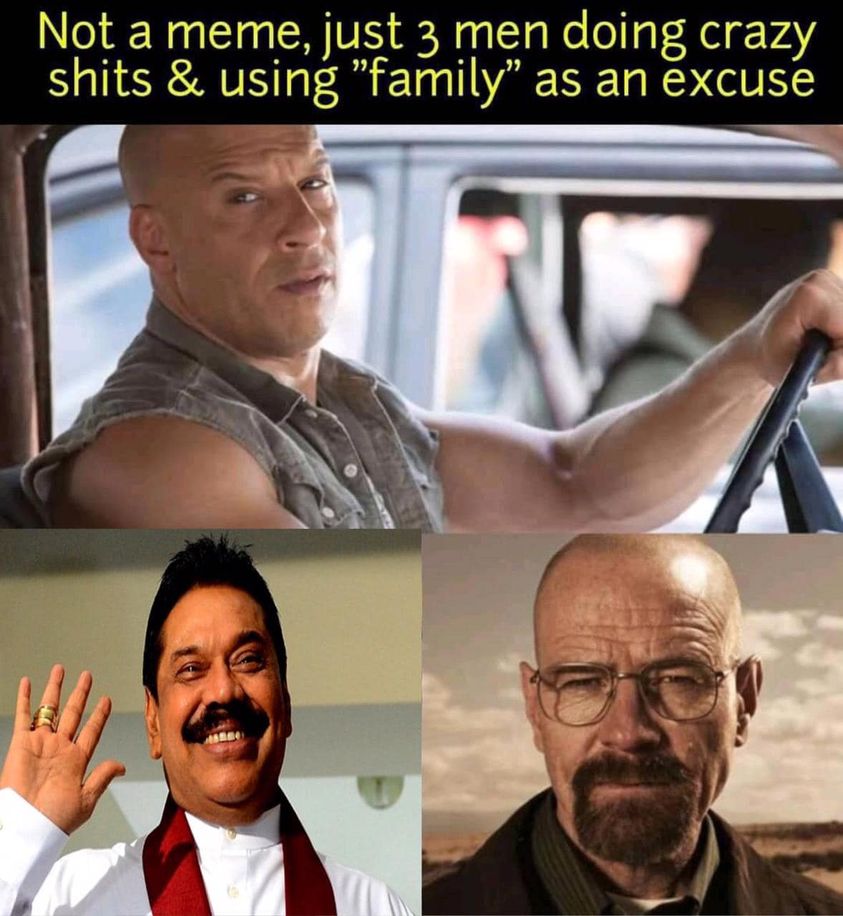 Not a meme, just 3 men doing crazy
shits & using ”family” as an excuse